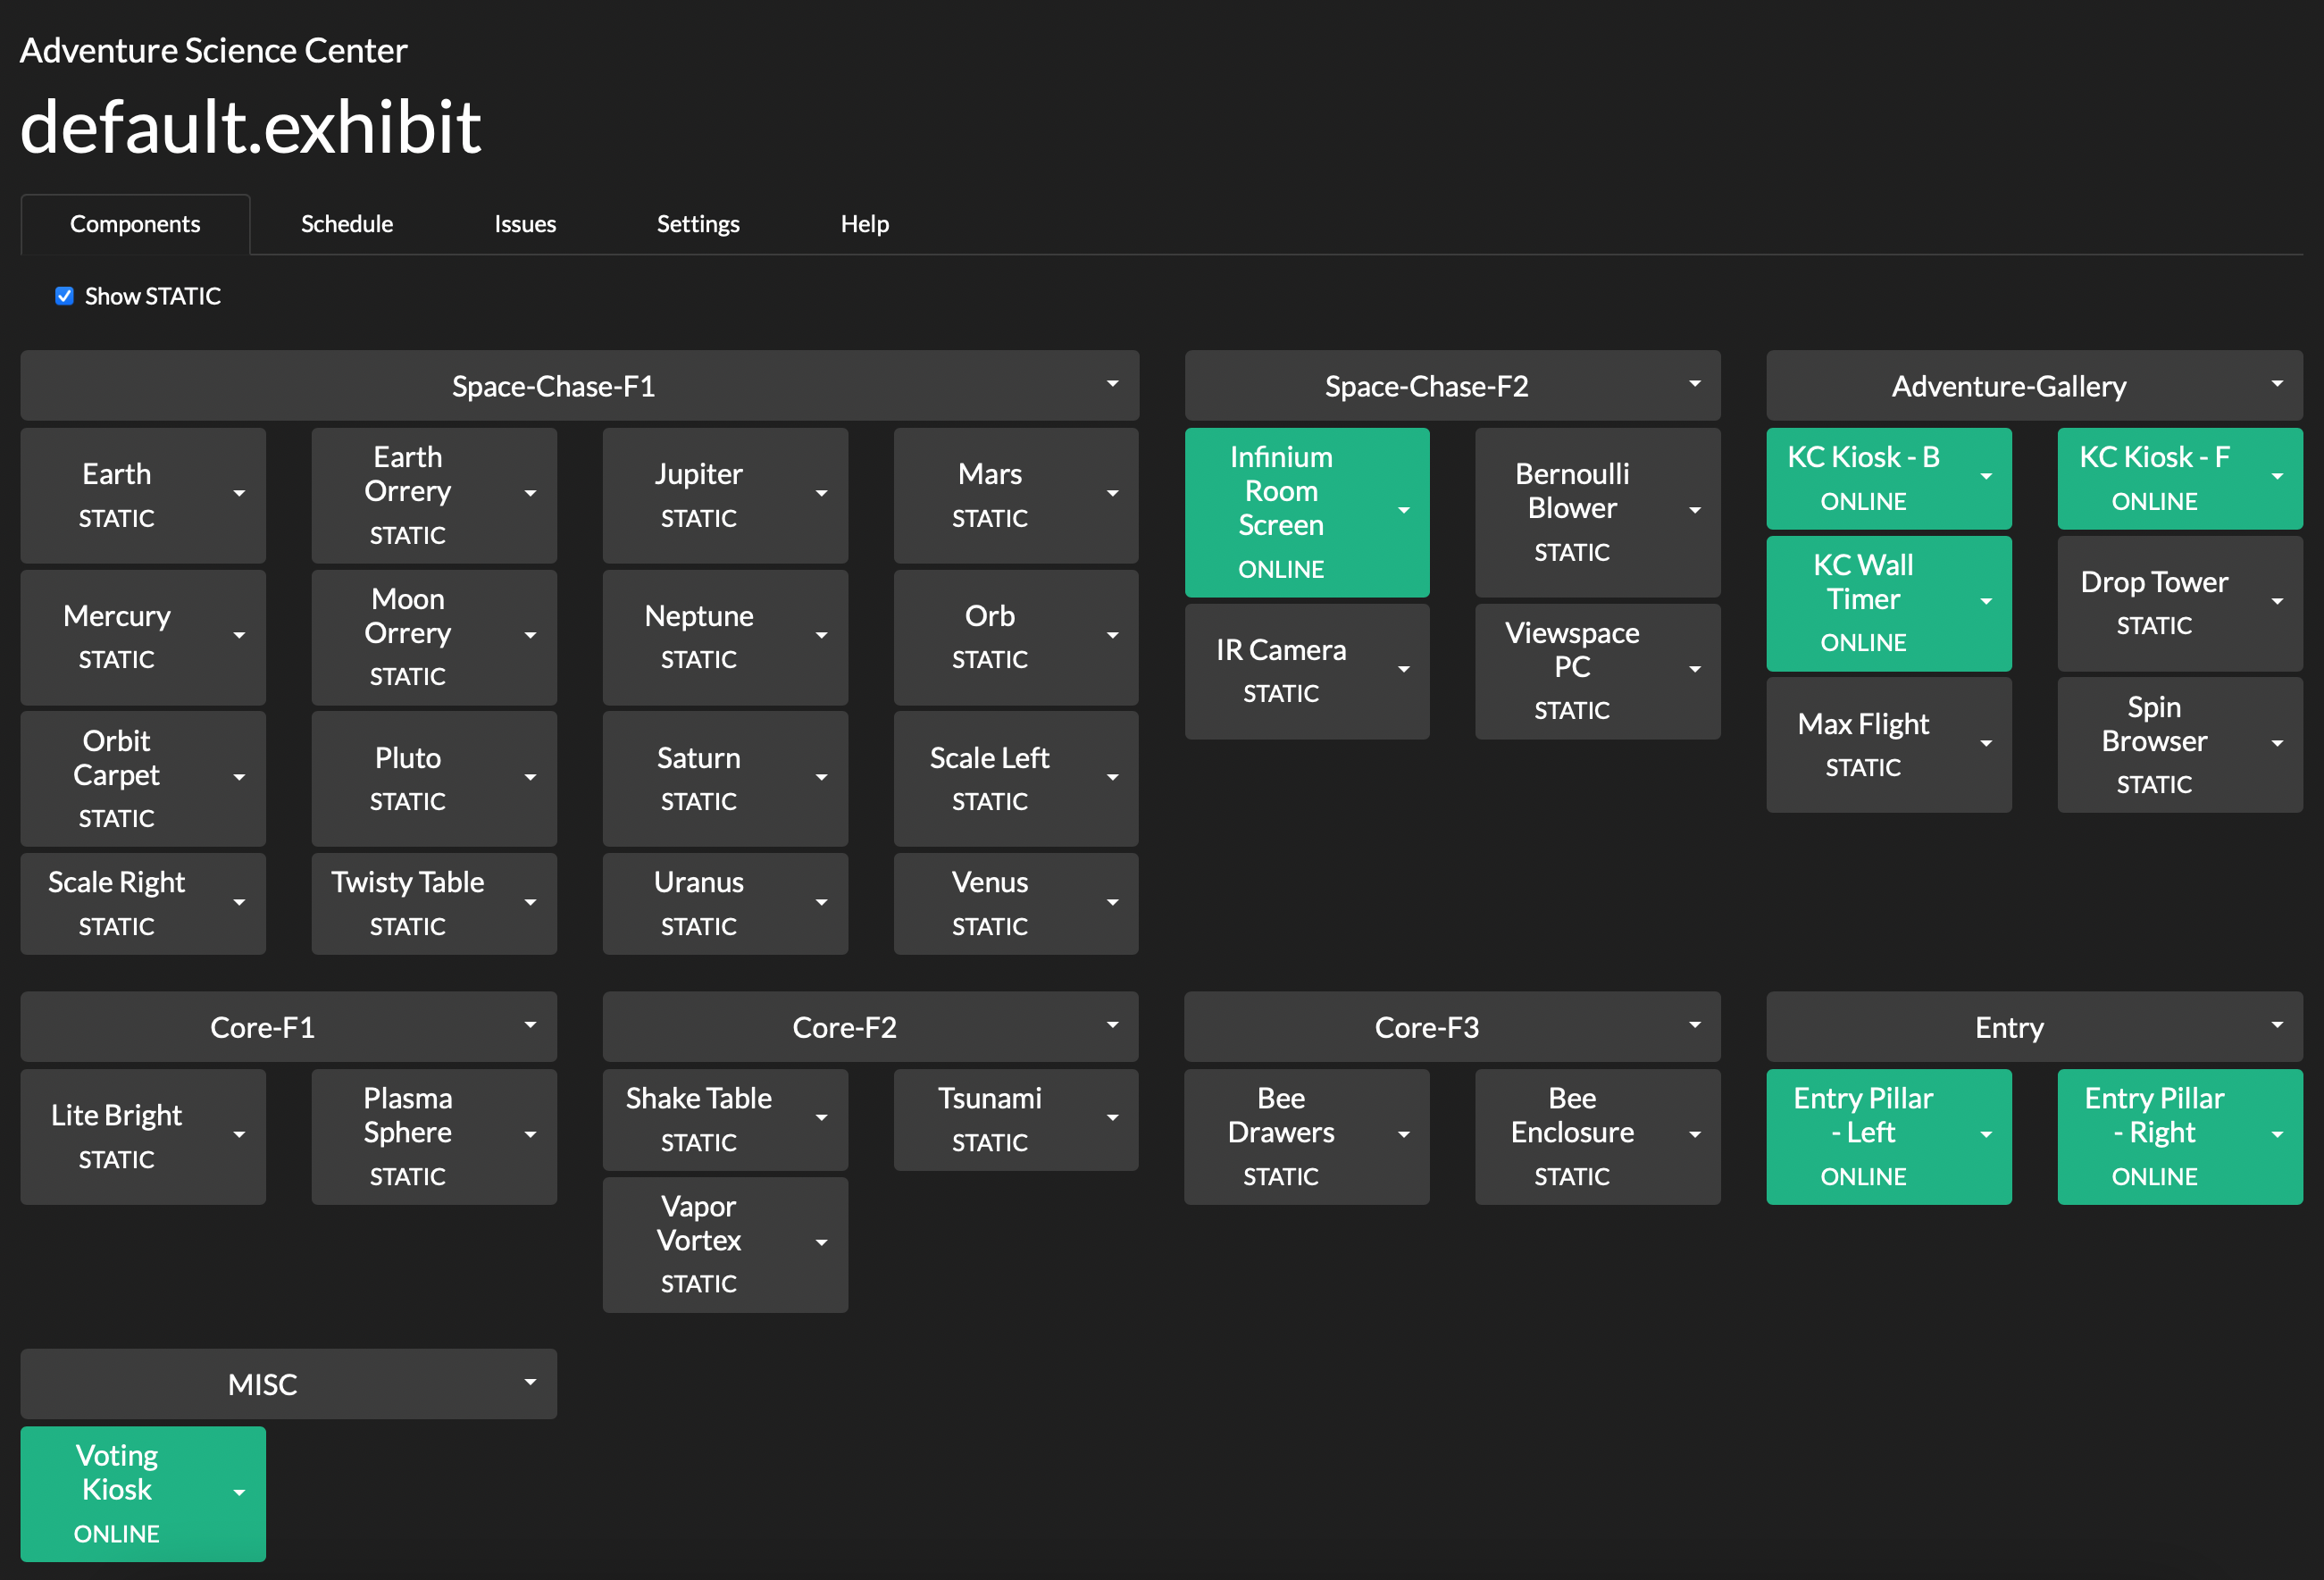 Adventure Science Center
default.exhibit
Components
Schedule
Issues
Settings
Help
Show STATIC
Space-Chase-F1
Earth
STATIC
Earth
Orrery
STATIC
Jupiter
STATIC
Mars
STATIC
Mercury
STATIC
Moon
Orrery
STATIC
Neptune
STATIC
Orb
STATIC
Orbit
Carpet
STATIC
Pluto
STATIC
Saturn
STATIC
Scale Left
STATIC
Scale Right
STATIC
Twisty Table
STATIC
Uranus
STATIC
Venus
STATIC
Space-Chase-F2
Infinium
Room
Screen
ONLINE
Bernoulli
Blower
STATIC
IR Camera
STATIC
Viewspace
PC
STATIC
Adventure-Gallery
KC Kiosk - B
ONLINE
KC Kiosk - F
ONLINE
KC Wall
Timer
ONLINE
Drop Tower
STATIC
Max Flight
STATIC
Spin
Browser
STATIC
Core-F1
Lite Bright
STATIC
Plasma
Sphere
STATIC
Core-F2
Shake Table
STATIC
Tsunami
STATIC
Vapor
Vortex
STATIC
Core-F3
Bee
Drawers
STATIC
Bee
Enclosure
STATIC
Entry
Entry Pillar
- Left
ONLINE
Entry Pillar
- Right
ONLINE
MISC
Voting
Kiosk
ONLINE